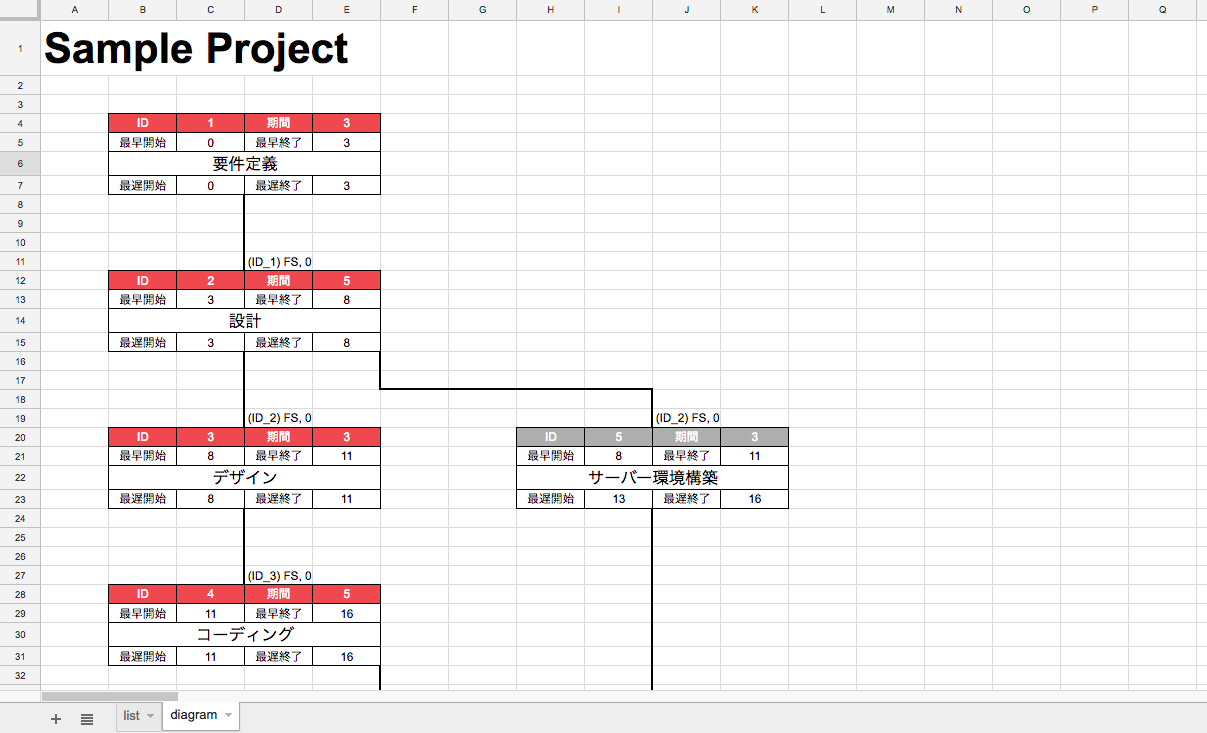 A B C D E F G H I J K L M N O P Q
1 Sample Project
2
3
4 ID 1 期間 3
5 最早開始 0 最早終了 3
6 要件定義
7 最遅開始 0 最遅終了 3
8
9
10
11 (ID_1) FS, 0
12 ID 2 期間 5
13 最早開始 3 最早終了 8
14 設計
15 最遅開始 3 最遅終了 8
16
17
18
19 (ID_2) FS, 0 (ID_2) FS, 0
20 ID 3 期間 3 ID 5 期間 3
21 最早開始 8 最早終了 11 最早開始 8 最早終了 11
22 デザイン サーバー環境構築
23 最遅開始 8 最遅終了 11 最遅開始 13 最遅終了 16
24
25
26
27 (ID_3) FS, 0
28 ID 4 期間 5
29 最早開始 11 最早終了 16
30 コーディング
31 最遅開始 11 最遅終了 16
32
list diagram